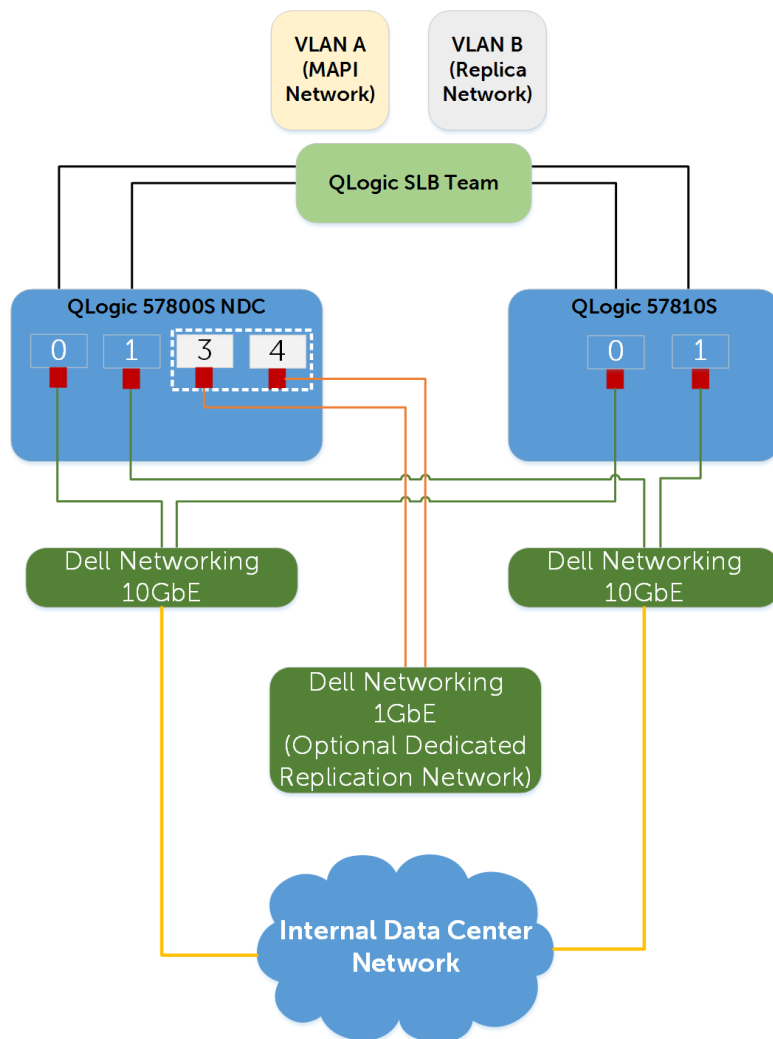 VLAN A
(MAPI
Network)
VLAN B
(Replica
Network)
QLogic SLB Team
QLogic 57800S NDC
0
1
3
4
QLogic 57810S
0
1
Dell Networking
10GbE
Dell Networking
10GbE
Dell Networking
1GbE
(Optional Dedicated
Replication Network)
Internal Data Center
Network